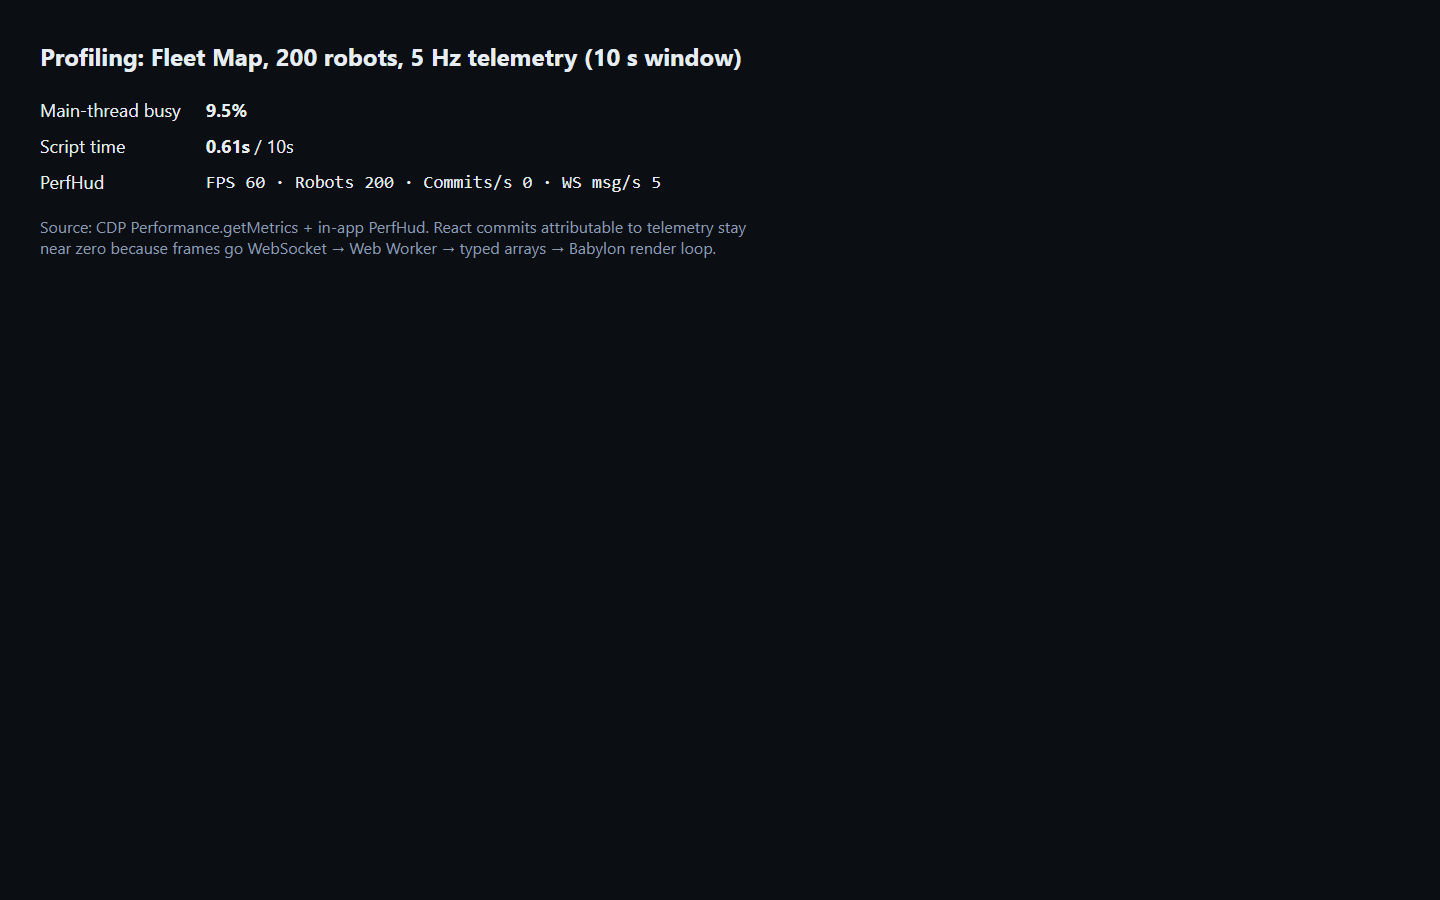 Profiling: Fleet Map, 200 robots, 5 Hz telemetry (10 s window)
Main-thread busy 9.5%
Script time 0.61s / 10s
PerfHud FPS 60 · Robots 200 · Commits/s 0 · WS msg/s 5
Source: CDP Performance.getMetrics + in-app PerfHud. React commits attributable to telemetry stay
near zero because frames go WebSocket → Web Worker → typed arrays → Babylon render loop.